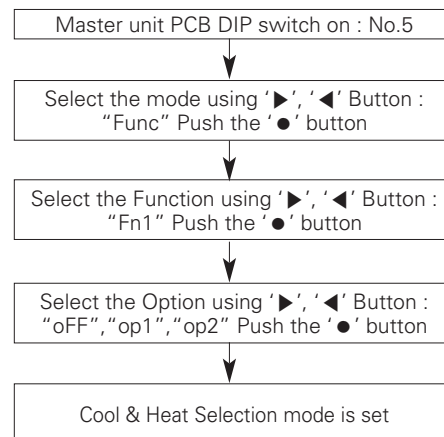 Master unit PCB DIP switch on : No.5
Select the mode using ‘▶’, ‘◀’ Button :
“Func” Push the ‘●’ button
Select the Function using ‘▶’, ‘◀’ Button :
“Fn1” Push the ‘●’ button
Select the Option using ‘▶’, ‘◀’ Button :
“oFF”,“op1”,“op2” Push the ‘●’ button
Cool & Heat Selection mode is set